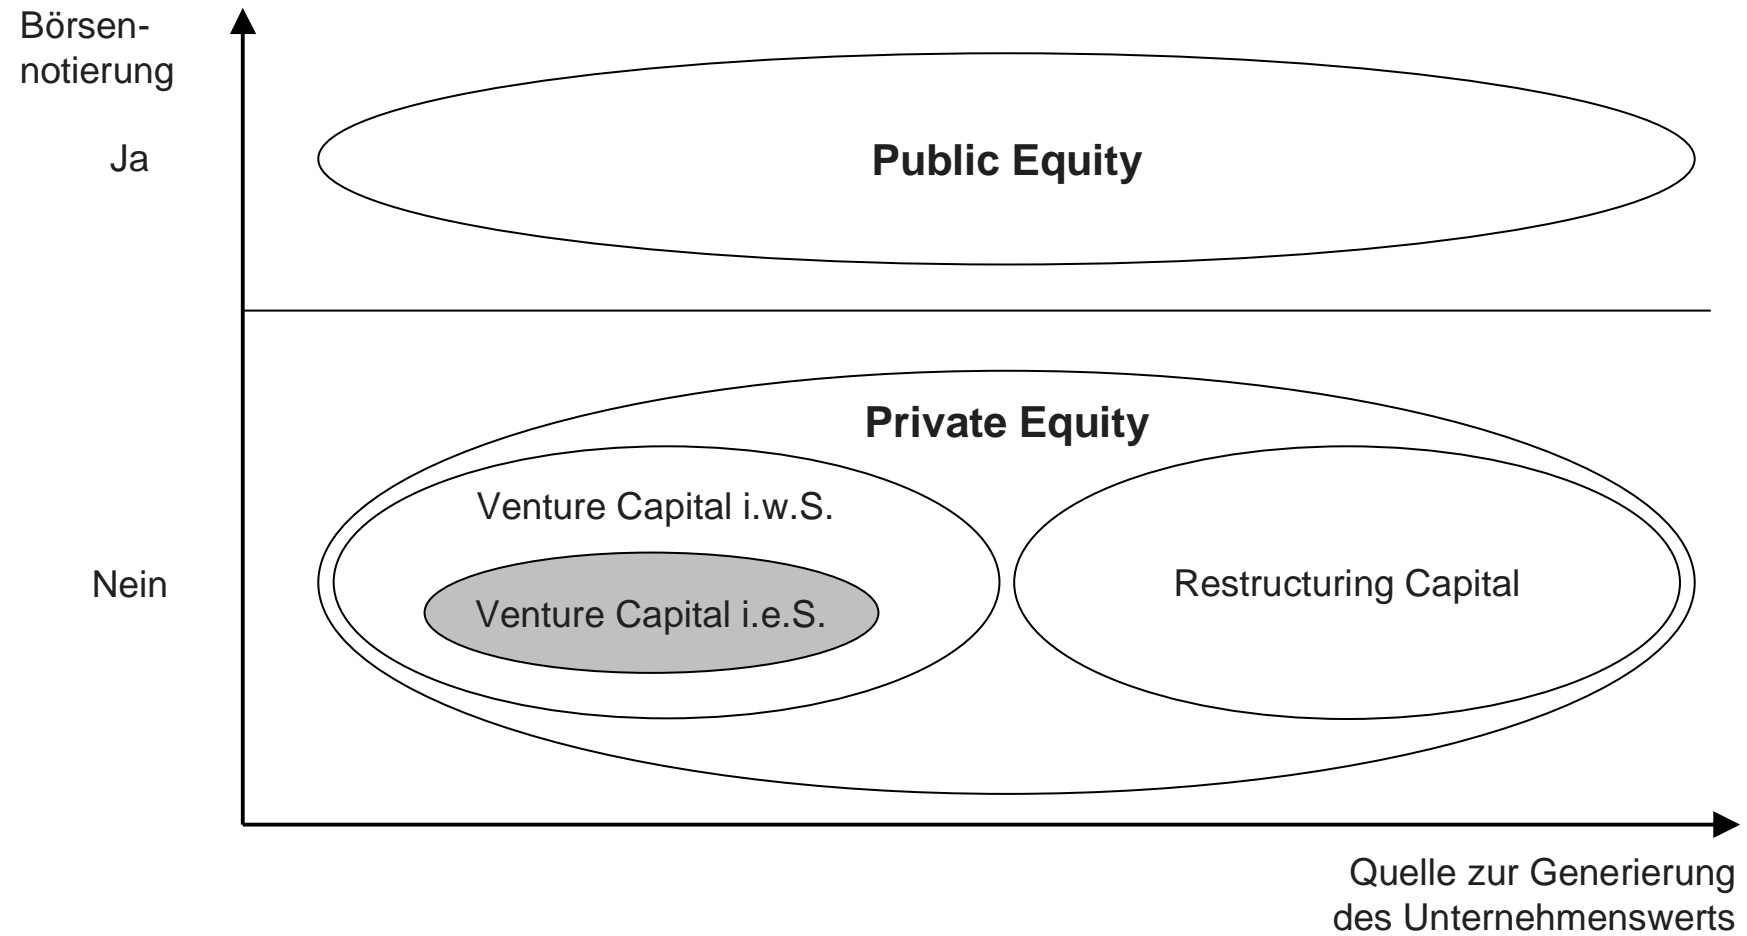 Börsen-
notierung
Ja
Public Equity
Private Equity
Venture Capital i.w.S.
Nein
Restructuring Capital
Venture Capital i.e.S.
Quelle zur Generierung
des Unternehmenswerts